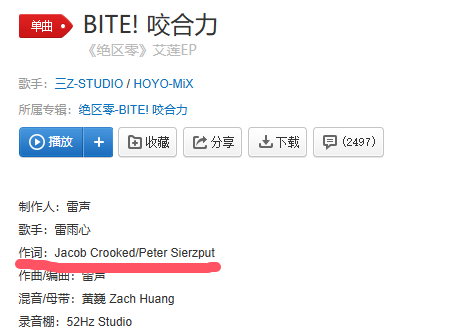 单曲
BITE! 咬合力
《绝区零》艾莲EP
歌手：三Z-STUDIO / HOYO-MiX
所属专辑：绝区零-BITE! 咬合力
播放 + 收藏 分享 下载 (2497)
制作人：雷声
歌手：雷雨心
作词：Jacob Crooked/Peter Sierzput
作曲/编曲：雷声
混音/母带：黄巍 Zach Huang
录音棚：52Hz Studio